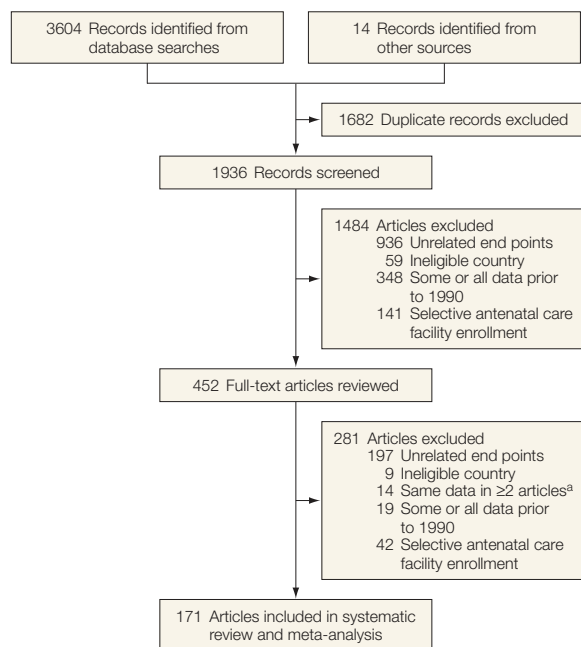 3604 Records identified from
database searches
14 Records identified from
other sources
1682 Duplicate records excluded
1936 Records screened
1484 Articles excluded
936 Unrelated end points
59 Ineligible country
348 Some or all data prior
to 1990
141 Selective antenatal care
facility enrollment
452 Full-text articles reviewed
281 Articles excluded
197 Unrelated end points
9 Ineligible country
14 Same data in ≥2 articlesᵃ
19 Some or all data prior
to 1990
42 Selective antenatal care
facility enrollment
171 Articles included in systematic
review and meta-analysis